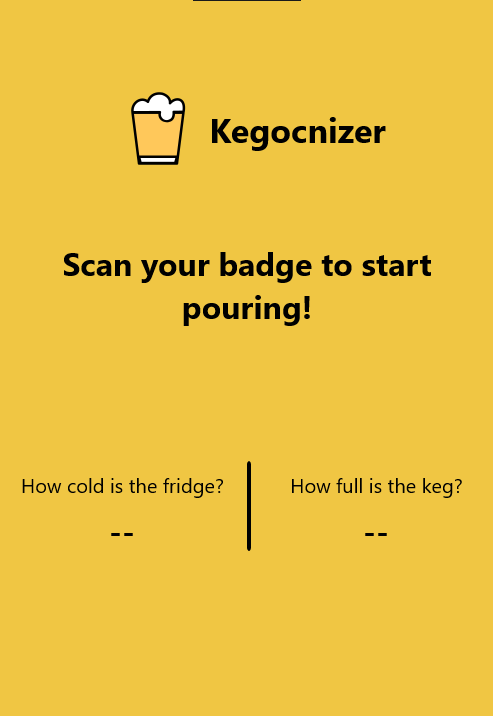 Kegocnizer
Scan your badge to start
pouring!
How cold is the fridge?
--
How full is the keg?
--